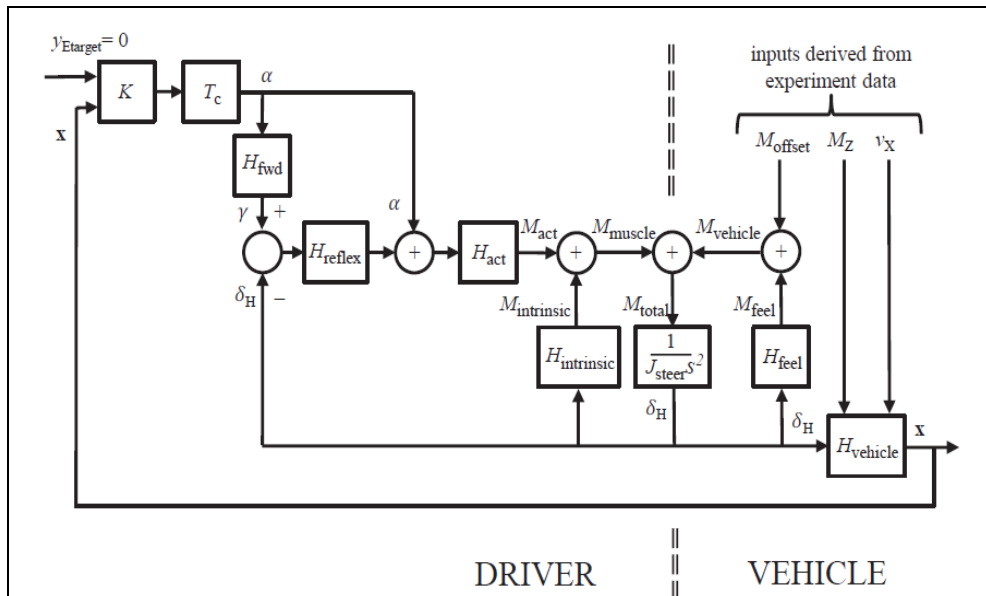 y_Etarget = 0
inputs derived from
experiment data
K
T_c
α
x
H_fwd
M_offset
M_Z
v_X
γ
+
α
H_reflex
+
H_act
M_act
+
M_muscle
+
M_vehicle
+
δ_H
−
M_intrinsic
M_total
M_feel
H_intrinsic
1
J_steer s²
H_feel
δ_H
δ_H
H_vehicle
x
DRIVER
VEHICLE